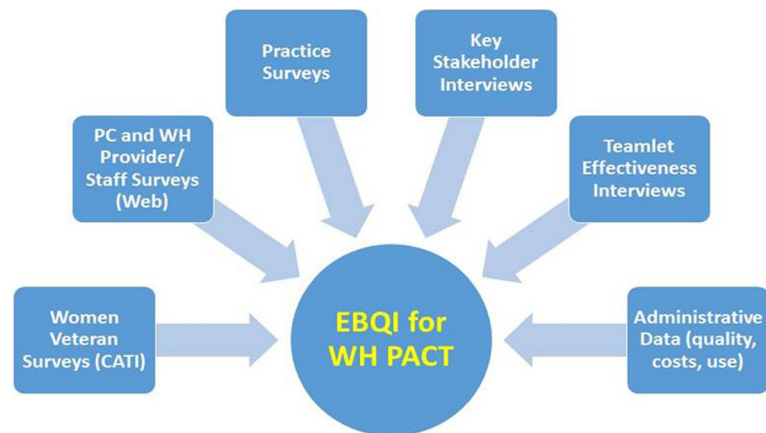 Practice
Surveys
Key
Stakeholder
Interviews
PC and WH
Provider/
Staff Surveys
(Web)
Teamlet
Effectiveness
Interviews
Women
Veteran
Surveys (CATI)
EBQI for
WH PACT
Administrative
Data (quality,
costs, use)